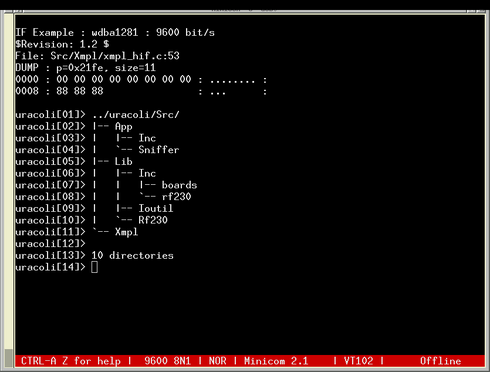 IF Example : wdba1281 : 9600 bit/s
$Revision: 1.2 $
File: Src/Xmpl/xmpl_hif.c:53
DUMP : p=0x21fe, size=11
0000 : 00 00 00 00 00 00 00 00 : ........ :
0008 : 88 88 88 : ... :
uracoli[01]> ../uracoli/Src/
uracoli[02]> |-- App
uracoli[03]> |   |-- Inc
uracoli[04]> |   `-- Sniffer
uracoli[05]> |-- Lib
uracoli[06]> |   |-- Inc
uracoli[07]> |   |   |-- boards
uracoli[08]> |   |   `-- rf230
uracoli[09]> |   |-- Ioutil
uracoli[10]> |   `-- Rf230
uracoli[11]> `-- Xmpl
uracoli[12]>
uracoli[13]> 10 directories
uracoli[14]>
CTRL-A Z for help | 9600 8N1 | NOR | Minicom 2.1 | VT102 | Offline